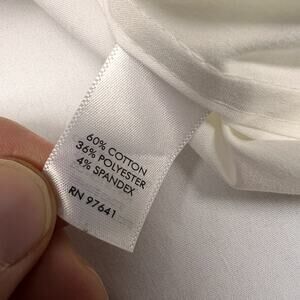 60% COTTON
36% POLYESTER
4% SPANDEX
RN 97641